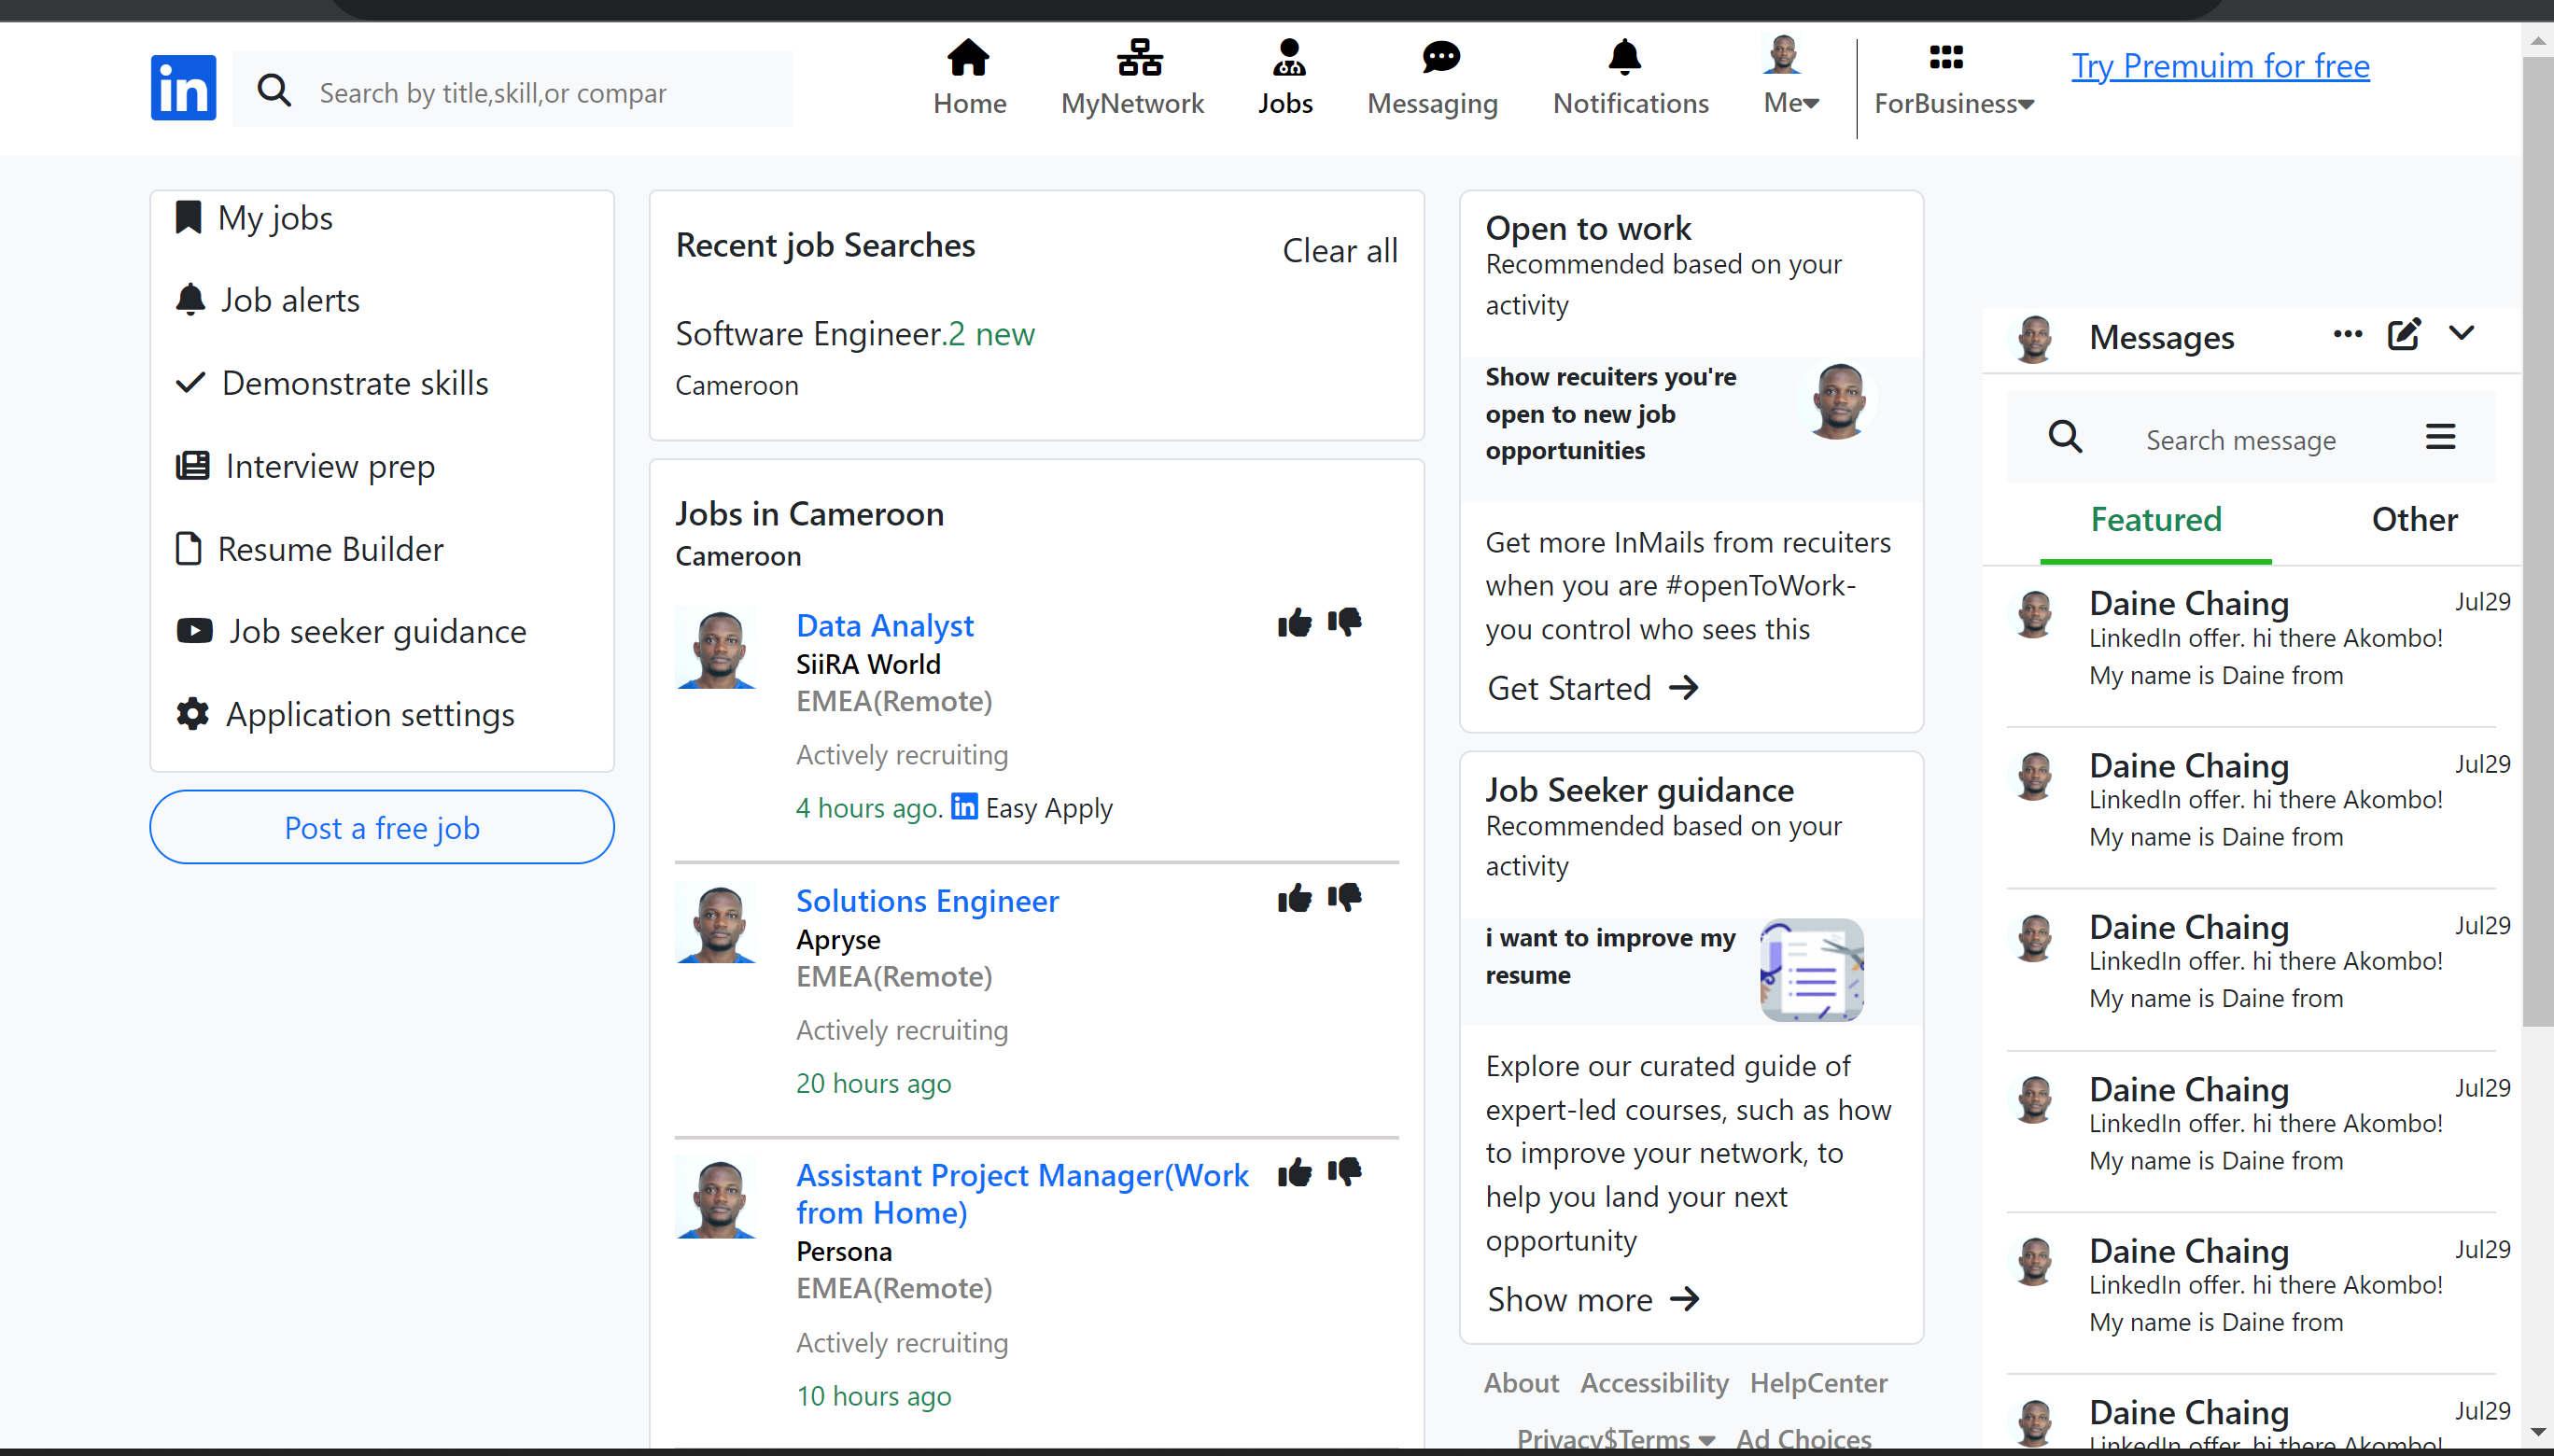 in
Search by title,skill,or compar
Home
MyNetwork
Jobs
Messaging
Notifications
Me
ForBusiness
Try Premuim for free
My jobs
Job alerts
Demonstrate skills
Interview prep
Resume Builder
Job seeker guidance
Application settings
Post a free job
Recent job Searches
Clear all
Software Engineer.2 new
Cameroon
Jobs in Cameroon
Cameroon
Data Analyst
SiiRA World
EMEA(Remote)
Actively recruiting
4 hours ago. in Easy Apply
Solutions Engineer
Apryse
EMEA(Remote)
Actively recruiting
20 hours ago
Assistant Project Manager(Work
from Home)
Persona
EMEA(Remote)
Actively recruiting
10 hours ago
Open to work
Recommended based on your
activity
Show recuiters you're
open to new job
opportunities
Get more InMails from recuiters
when you are #openToWork-
you control who sees this
Get Started
Job Seeker guidance
Recommended based on your
activity
i want to improve my
resume
Explore our curated guide of
expert-led courses, such as how
to improve your network, to
help you land your next
opportunity
Show more
About Accessibility HelpCenter
Privacy$Terms Ad Choices
Messages
Search message
Featured
Other
Daine Chaing
Jul29
LinkedIn offer. hi there Akombo!
My name is Daine from
Daine Chaing
Jul29
LinkedIn offer. hi there Akombo!
My name is Daine from
Daine Chaing
Jul29
LinkedIn offer. hi there Akombo!
My name is Daine from
Daine Chaing
Jul29
LinkedIn offer. hi there Akombo!
My name is Daine from
Daine Chaing
Jul29
LinkedIn offer. hi there Akombo!
My name is Daine from
Daine Chaing
Jul29
LinkedIn offer. hi there Akombo!